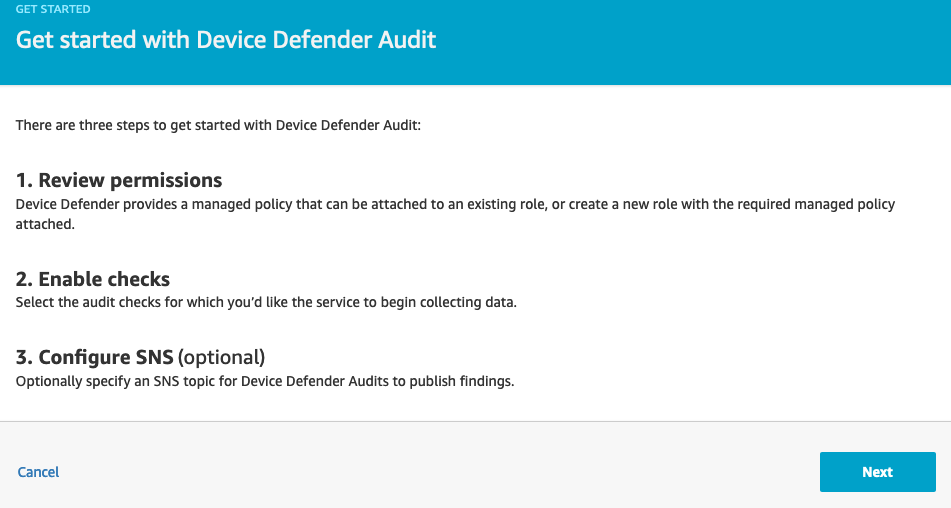 GET STARTED
Get started with Device Defender Audit
There are three steps to get started with Device Defender Audit:
1. Review permissions
Device Defender provides a managed policy that can be attached to an existing role, or create a new role with the required managed policy
attached.
2. Enable checks
Select the audit checks for which you’d like the service to begin collecting data.
3. Configure SNS (optional)
Optionally specify an SNS topic for Device Defender Audits to publish findings.
Cancel
Next